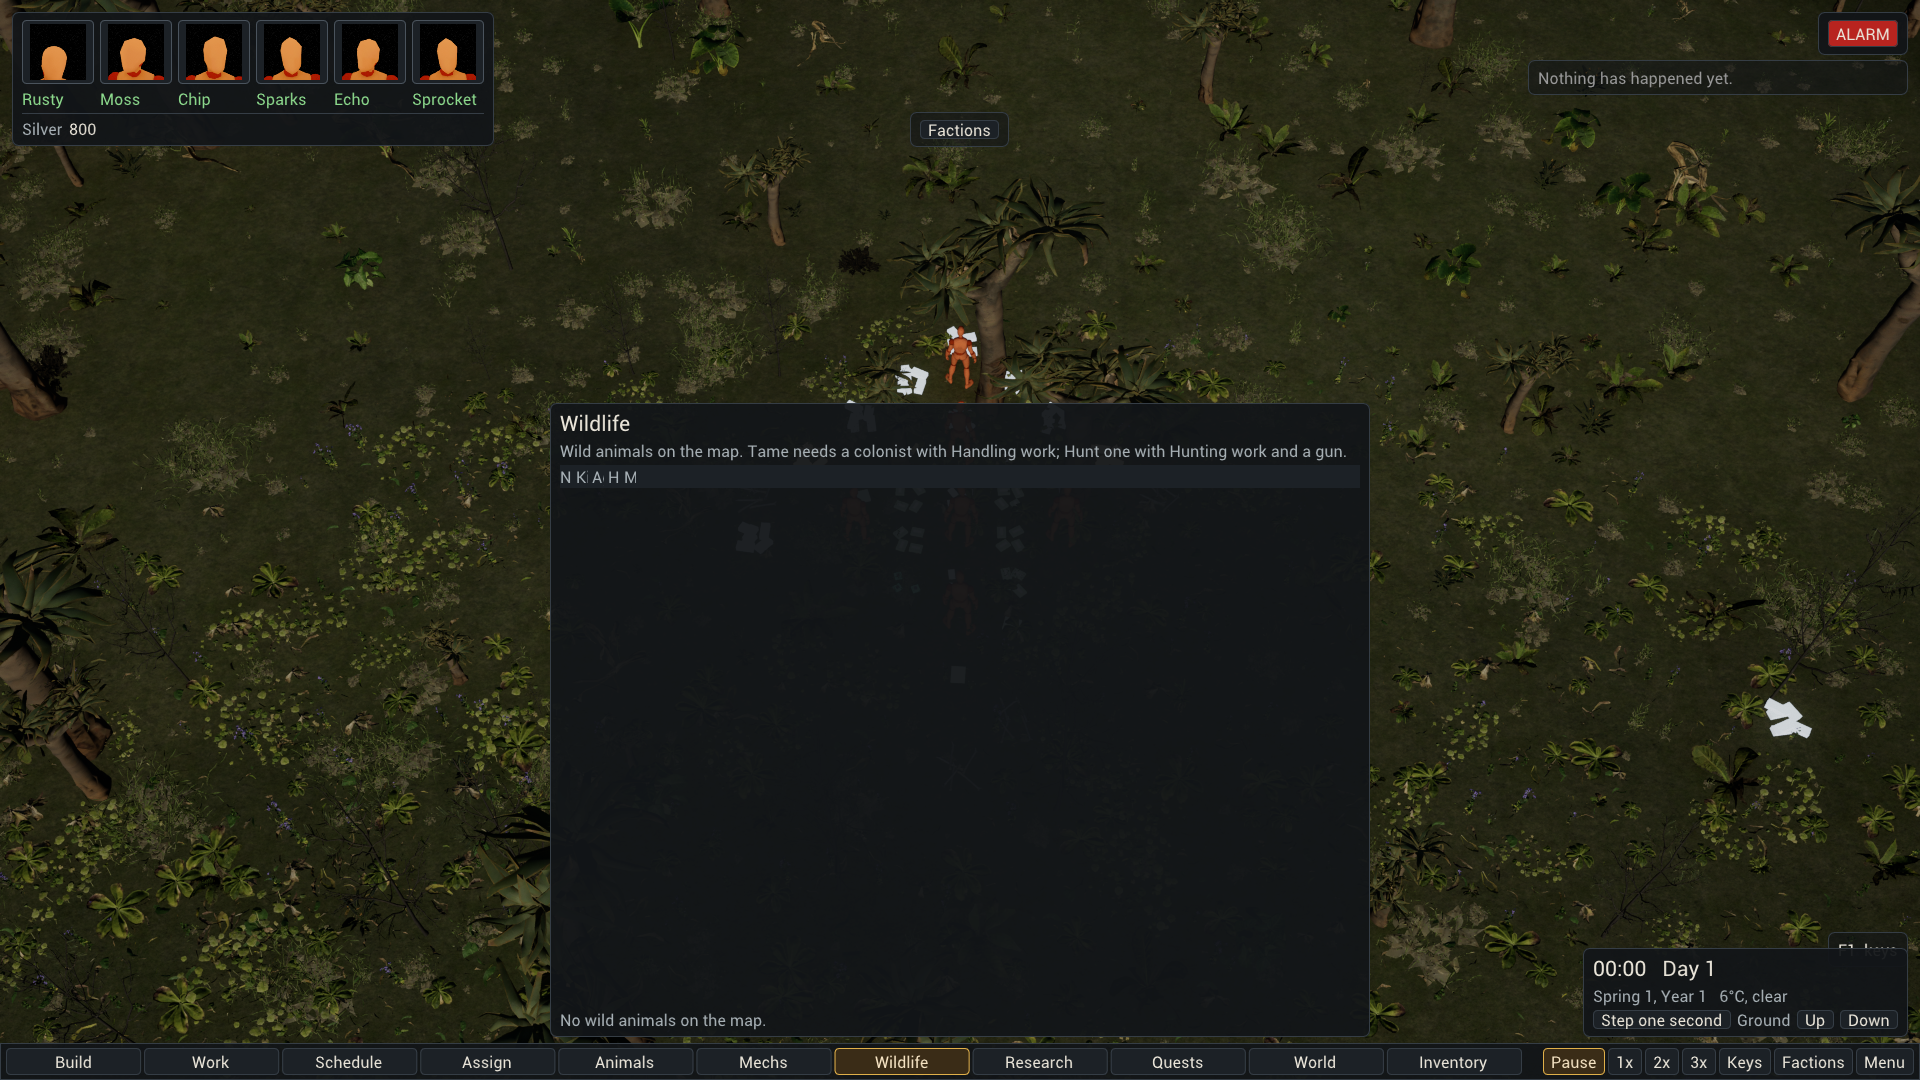 Rusty Moss Chip Sparks Echo Sprocket
Silver 800
ALARM
Nothing has happened yet.
Factions
Wildlife
Wild animals on the map. Tame needs a colonist with Handling work; Hunt one with Hunting work and a gun.
N K A H M
No wild animals on the map.
F1 keys
00:00 Day 1
Spring 1, Year 1 6°C, clear
Step one second Ground Up Down
Build Work Schedule Assign Animals Mechs Wildlife Research Quests World Inventory Pause 1x 2x 3x Keys Factions Menu